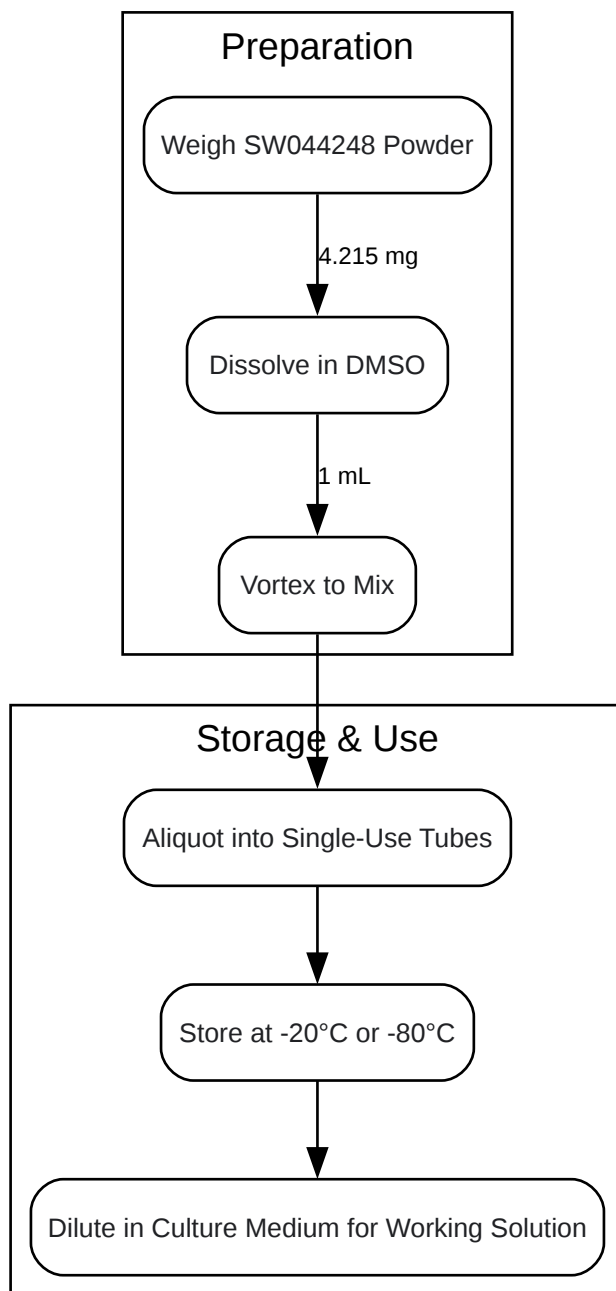 Preparation
Weigh SW044248 Powder
4.215 mg
Dissolve in DMSO
1 mL
Vortex to Mix
Storage & Use
Aliquot into Single-Use Tubes
Store at -20°C or -80°C
Dilute in Culture Medium for Working Solution